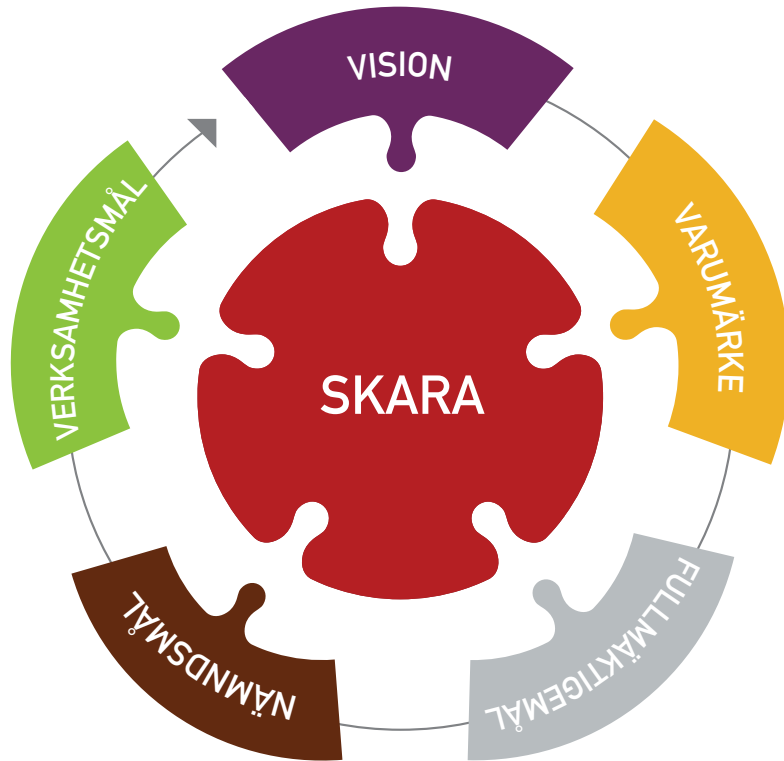 VISION
VARUMÄRKE
FULLMÄKTIGEMÅL
NÄMNDSMÅL
VERKSAMHETSMÅL
SKARA